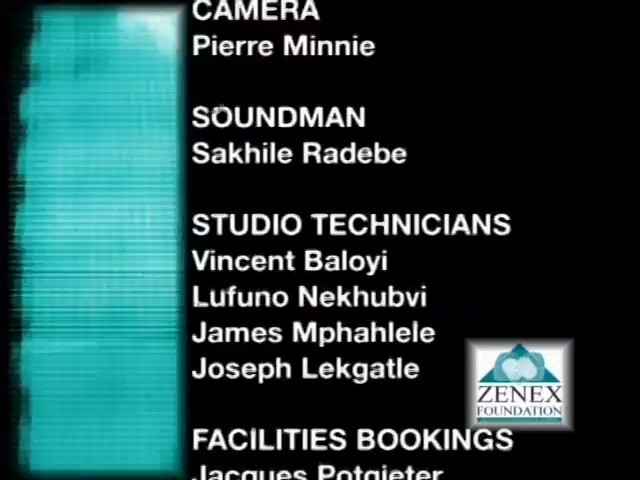 CAMERA
Pierre Minnie
SOUNDMAN
Sakhile Radebe
STUDIO TECHNICIANS
Vincent Baloyi
Lufuno Nekhubvi
James Mphahlele
Joseph Lekgatle
ZENEX
FOUNDATION
FACILITIES BOOKINGS
Jacques Potgieter